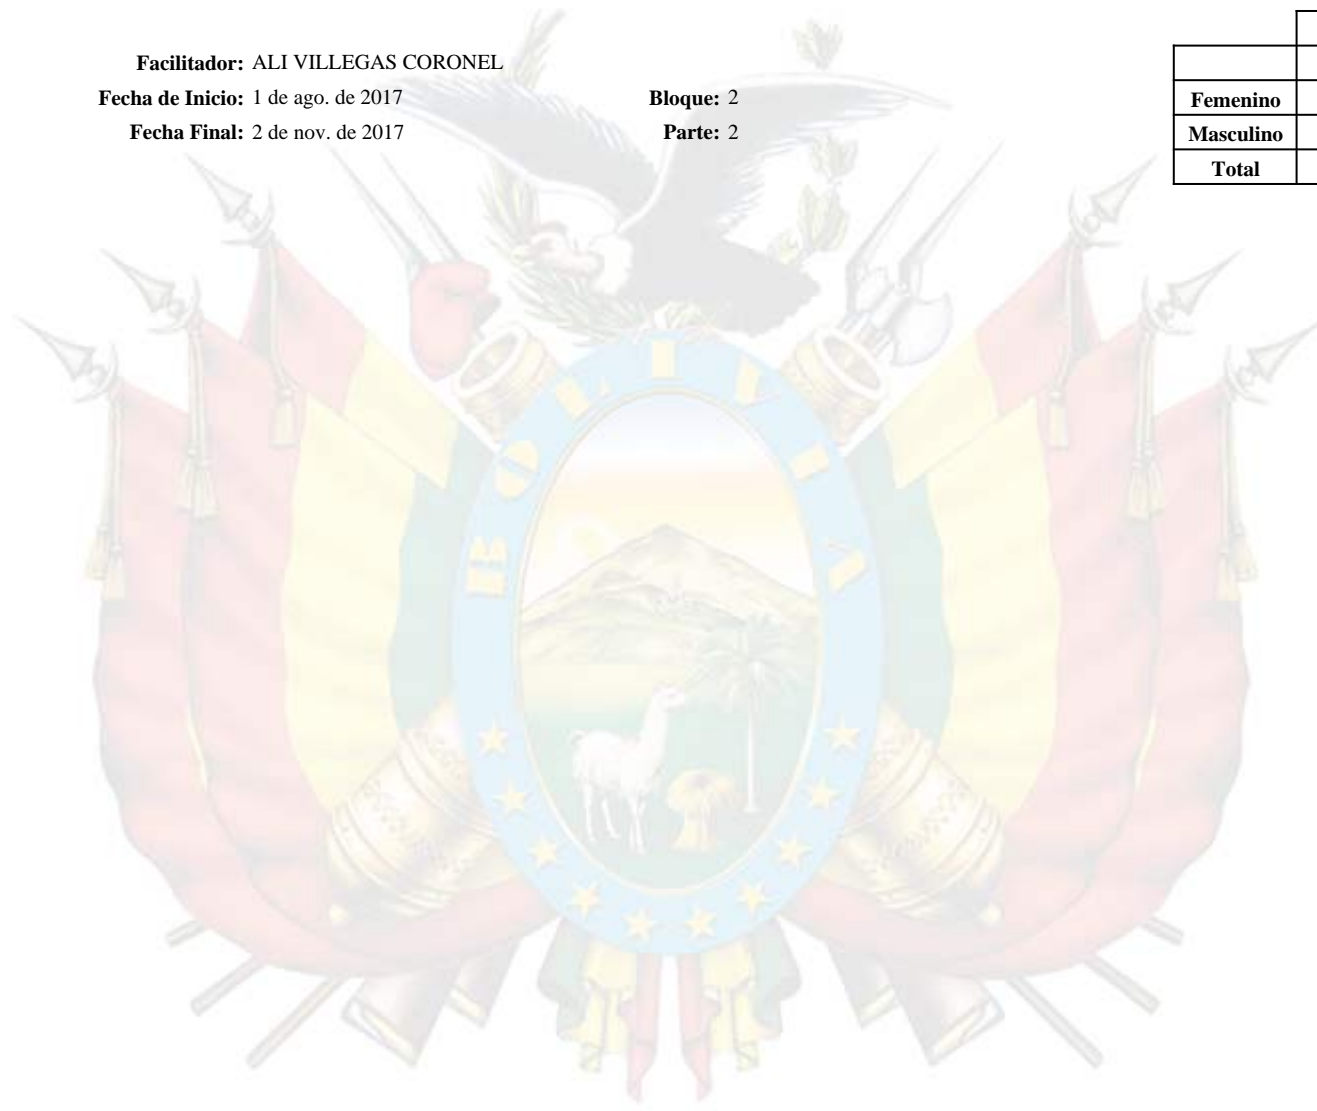 Facilitador: ALI VILLEGAS CORONEL
Fecha de Inicio: 1 de ago. de 2017 Bloque: 2
Fecha Final: 2 de nov. de 2017 Parte: 2
Femenino
Masculino
Total
BOLIVIA